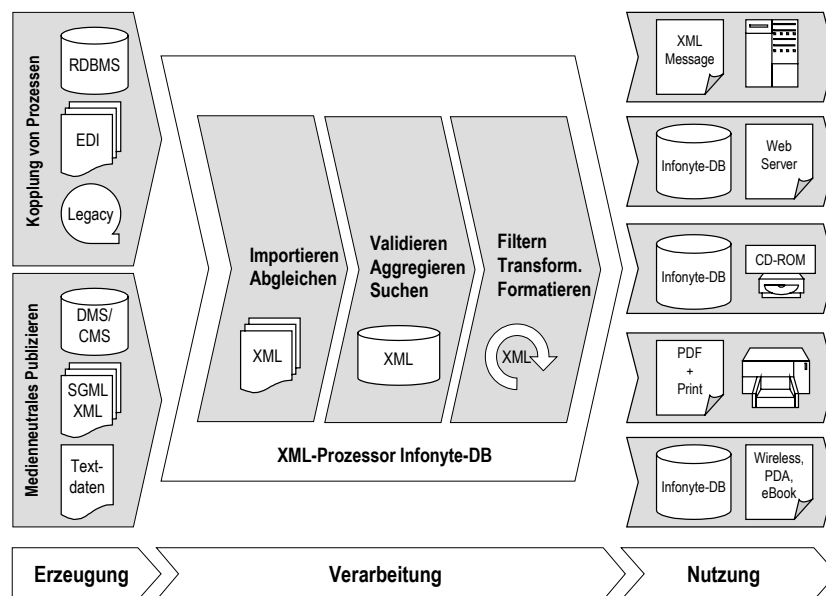 Kopplung von Prozessen
RDBMS
EDI
Legacy
Medienneutrales Publizieren
DMS/
CMS
SGML
XML
Text-
daten
Importieren
Abgleichen
XML
Validieren
Aggregieren
Suchen
XML
Filtern
Transform.
Formatieren
XML
XML-Prozessor Infonyte-DB
XML
Message
Infonyte-DB
Web
Server
Infonyte-DB
CD-ROM
PDF
+
Print
Infonyte-DB
Wireless,
PDA,
eBook
Erzeugung
Verarbeitung
Nutzung